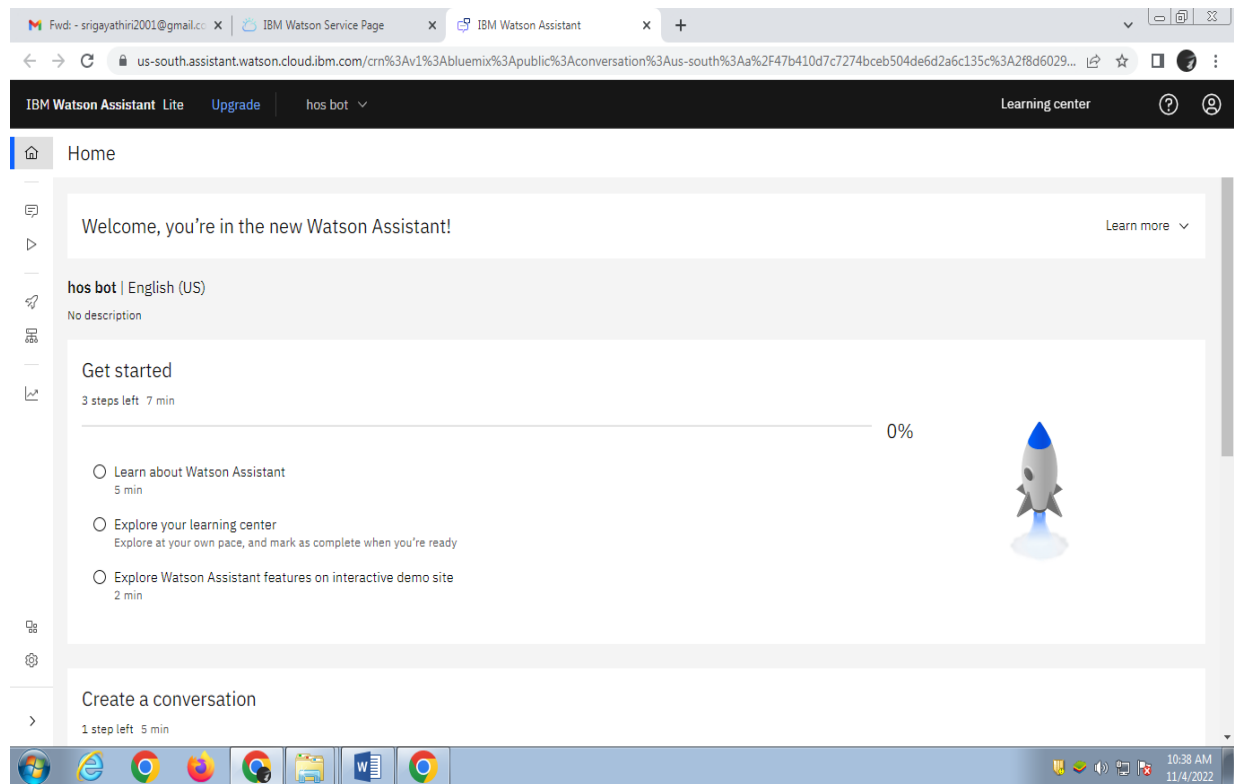 Fwd: - srigayathiri2001@gmail.cc
IBM Watson Service Page
IBM Watson Assistant
us-south.assistant.watson.cloud.ibm.com/crn%3Av1%3Abluemix%3Apublic%3Aconversation%3Aus-south%3Aa%2F47b410d7c7274bceb504de6d2a6c135c%3A2f8d6029...
IBM Watson Assistant Lite Upgrade hos bot Learning center
Home
Welcome, you're in the new Watson Assistant! Learn more
hos bot | English (US)
No description
Get started
3 steps left 7 min
0%
Learn about Watson Assistant
5 min
Explore your learning center
Explore at your own pace, and mark as complete when you're ready
Explore Watson Assistant features on interactive demo site
2 min
Create a conversation
1 step left 5 min
10:38 AM
11/4/2022